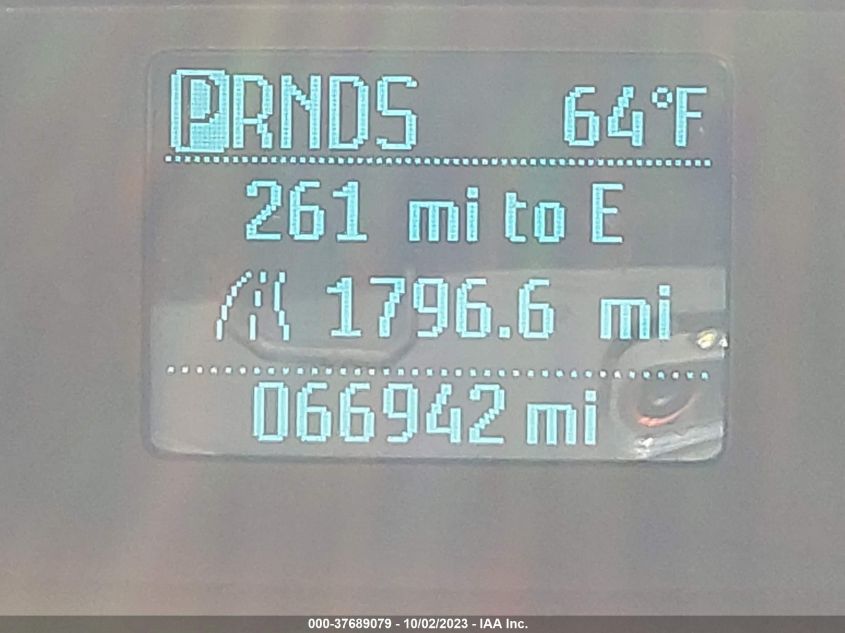 PRNDS 64°F
261 mi to E
1796.6 mi
066942 mi
000-37689079 - 10/02/2023 - IAA Inc.